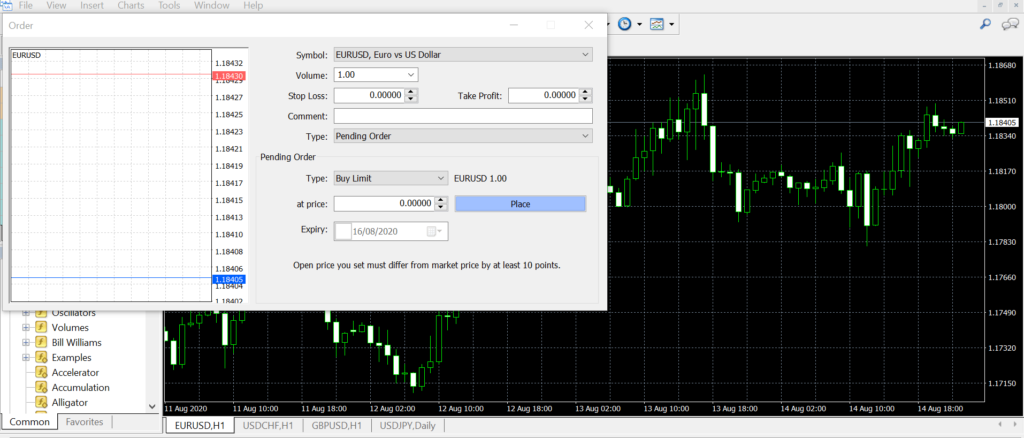 File View Insert Charts Tools Window Help
Order
EURUSD
1.18432
1.18430
1.18429
1.18427
1.18425
1.18423
1.18421
1.18419
1.18417
1.18415
1.18413
1.18410
1.18408
1.18406
1.18405
1.18404
1.18402
Symbol: EURUSD, Euro vs US Dollar
Volume: 1.00
Stop Loss: 0.00000 Take Profit: 0.00000
Comment:
Type: Pending Order
Pending Order
Type: Buy Limit EURUSD 1.00
at price: 0.00000 Place
Expiry: 16/08/2020
Open price you set must differ from market price by at least 10 points.
1.18680
1.18510
1.18405
1.18340
1.18170
1.18000
1.17830
1.17660
1.17490
1.17320
1.17150
Oscillators
Volumes
Bill Williams
Examples
Accelerator
Accumulation
Alligator
Common Favorites
11 Aug 2020 11 Aug 10:00 11 Aug 18:00 12 Aug 02:00 12 Aug 10:00 12 Aug 18:00 13 Aug 02:00 13 Aug 10:00 13 Aug 18:00 14 Aug 02:00 14 Aug 10:00 14 Aug 18:00
EURUSD,H1 USDCHF,H1 GBPUSD,H1 USDJPY,Daily